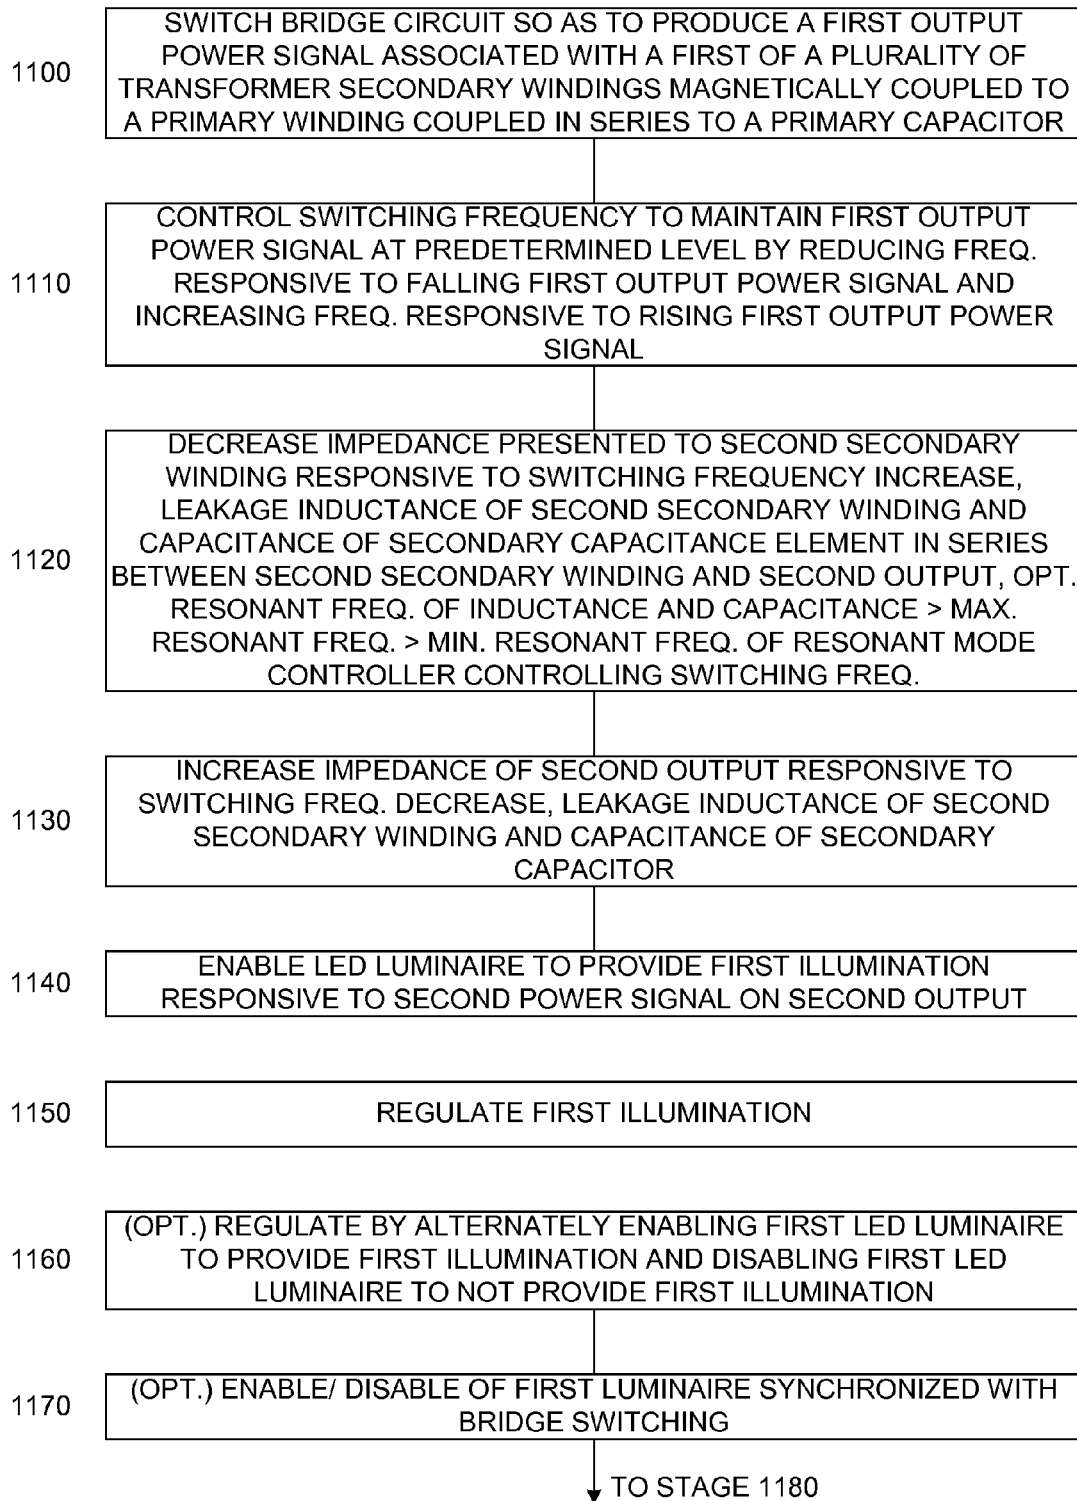 SWITCH BRIDGE CIRCUIT SO AS TO PRODUCE A FIRST OUTPUT
POWER SIGNAL ASSOCIATED WITH A FIRST OF A PLURALITY OF
1100
TRANSFORMER SECONDARY WINDINGS MAGNETICALLY COUPLED TO
A PRIMARY WINDING COUPLED IN SERIES TO A PRIMARY CAPACITOR
CONTROL SWITCHING FREQUENCY TO MAINTAIN FIRST OUTPUT
POWER SIGNAL AT PREDETERMINED LEVEL BY REDUCING FREQ.
1110
RESPONSIVE TO FALLING FIRST OUTPUT POWER SIGNAL AND
INCREASING FREQ. RESPONSIVE TO RISING FIRST OUTPUT POWER
SIGNAL
DECREASE IMPEDANCE PRESENTED TO SECOND SECONDARY
WINDING RESPONSIVE TO SWITCHING FREQUENCY INCREASE,
LEAKAGE INDUCTANCE OF SECOND SECONDARY WINDING AND
1120
CAPACITANCE OF SECONDARY CAPACITANCE ELEMENT IN SERIES
BETWEEN SECOND SECONDARY WINDING AND SECOND OUTPUT, OPT.
RESONANT FREQ. OF INDUCTANCE AND CAPACITANCE > MAX.
RESONANT FREQ. > MIN. RESONANT FREQ. OF RESONANT MODE
CONTROLLER CONTROLLING SWITCHING FREQ.
INCREASE IMPEDANCE OF SECOND OUTPUT RESPONSIVE TO
1130
SWITCHING FREQ. DECREASE, LEAKAGE INDUCTANCE OF SECOND
SECONDARY WINDING AND CAPACITANCE OF SECONDARY
CAPACITOR
1140
ENABLE LED LUMINAIRE TO PROVIDE FIRST ILLUMINATION
RESPONSIVE TO SECOND POWER SIGNAL ON SECOND OUTPUT
1150
REGULATE FIRST ILLUMINATION
(OPT.) REGULATE BY ALTERNATELY ENABLING FIRST LED LUMINAIRE
1160
TO PROVIDE FIRST ILLUMINATION AND DISABLING FIRST LED
LUMINAIRE TO NOT PROVIDE FIRST ILLUMINATION
1170
(OPT.) ENABLE/ DISABLE OF FIRST LUMINAIRE SYNCHRONIZED WITH
BRIDGE SWITCHING
TO STAGE 1180